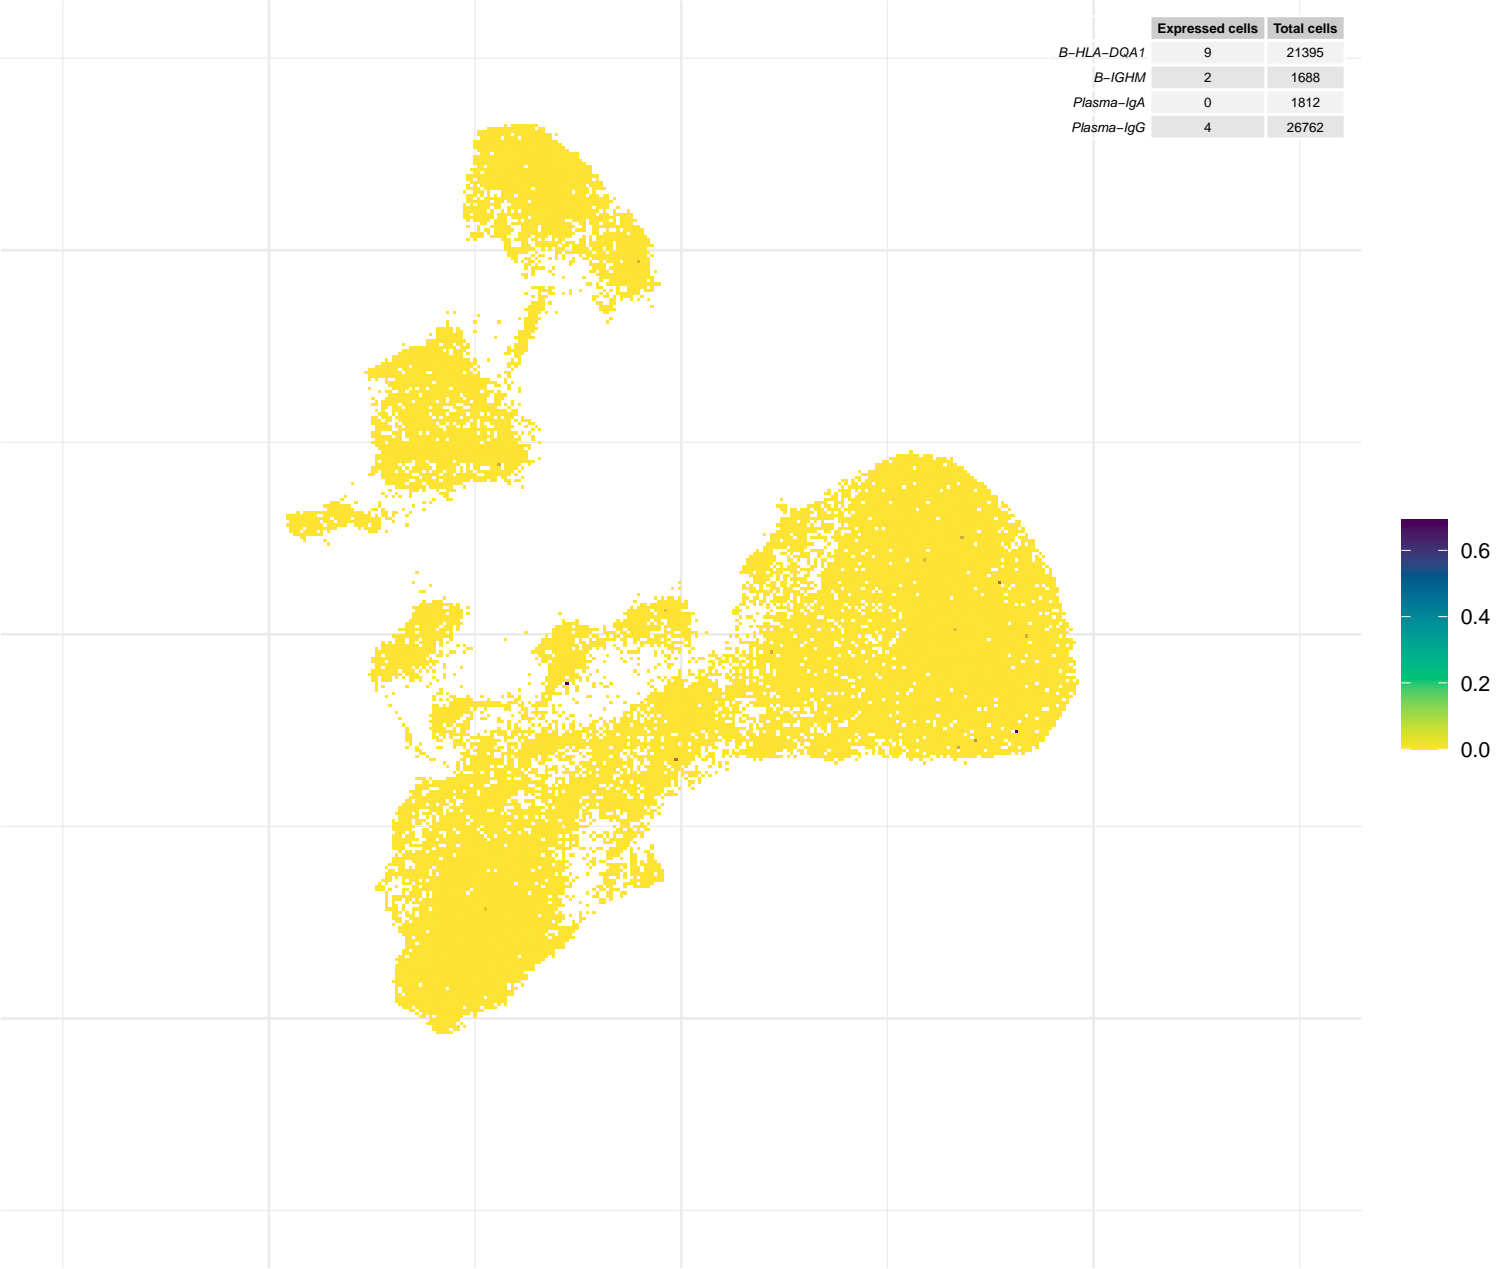 Expressed cells Total cells
B−HLA−DQA1 9 21395
B−IGHM 2 1688
Plasma−IgA 0 1812
Plasma−IgG 4 26762
0.6
0.4
0.2
0.0